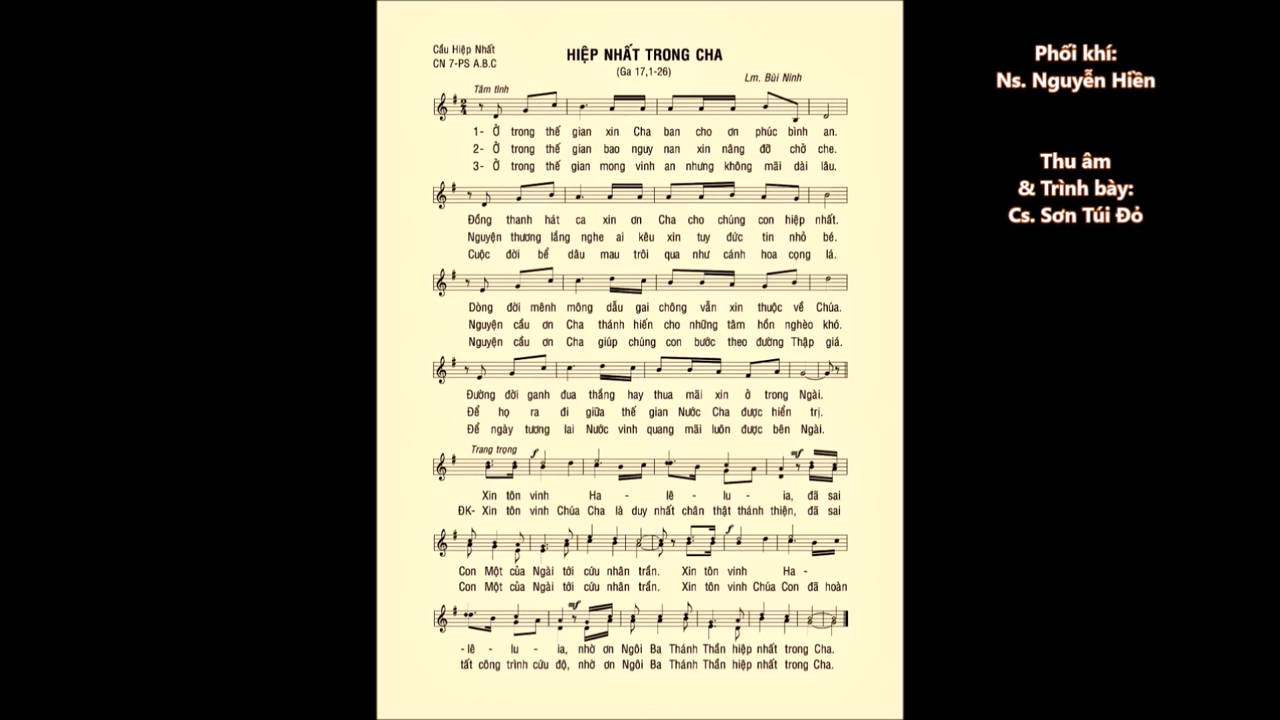 Cầu Hiệp Nhất
CN 7-PS A.B.C
HIỆP NHẤT TRONG CHA
(Ga 17,1-26)
Lm. Bùi Ninh
Tâm tình
1- Ở trong thế gian xin Cha ban cho ơn phúc bình an.
2- Ở trong thế gian bao nguy nan xin nâng đỡ chở che.
3- Ở trong thế gian mong vinh an nhưng không mãi dài lâu.
Đồng thanh hát ca xin ơn Cha cho chúng con hiệp nhất.
Nguyện thương lắng nghe ai kêu xin tuy đức tin nhỏ bé.
Cuộc đời bể dâu mau trôi qua như cánh hoa cọng lá.
Dòng đời mênh mông dẫu gai chông vẫn xin thuộc về Chúa.
Nguyện cầu ơn Cha thánh hiến cho những tâm hồn nghèo khó.
Nguyện cầu ơn Cha giúp chúng con bước theo đường Thập giá.
Đường đời ganh đua thắng hay thua mãi xin ở trong Ngài.
Để họ ra đi giữa thế gian Nước Cha được hiển trị.
Để ngày tương lai Nước vinh quang mãi luôn được bên Ngài.
Trang trọng f mf
Xin tôn vinh Ha - lê - lu - ia, đã sai
ĐK- Xin tôn vinh Chúa Cha là duy nhất chân thật thánh thiện, đã sai
f
Con Một của Ngài tới cứu nhân trần. Xin tôn vinh Ha -
Con Một của Ngài tới cứu nhân trần. Xin tôn vinh Chúa Con đã hoàn
mf
- lê - lu - ia, nhờ ơn Ngôi Ba Thánh Thần hiệp nhất trong Cha.
tất công trình cứu độ, nhờ ơn Ngôi Ba Thánh Thần hiệp nhất trong Cha.
Phối khí:
Ns. Nguyễn Hiền
Thu âm
& Trình bày:
Cs. Sơn Túi Đỏ